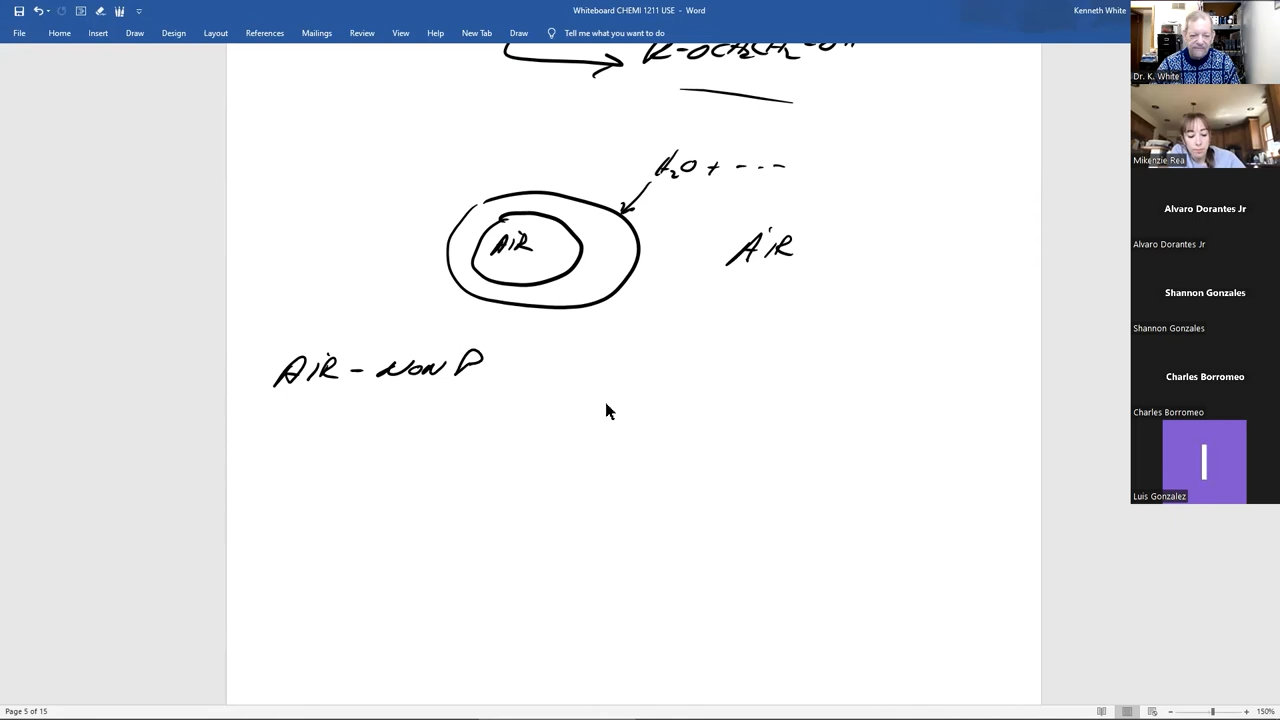 Whiteboard CHEMI 1211 USE - Word
Kenneth White
File Home Insert Draw Design Layout References Mailings Review View Help New Tab Draw Tell me what you want to do
R-OCH2CH2-OH
H2O + ---
AIR
AIR
AIR - NON P
Dr. K. White
Mikenzie Rea
Alvaro Dorantes Jr
Alvaro Dorantes Jr
Shannon Gonzales
Shannon Gonzales
Charles Borromeo
Charles Borromeo
l
Luis Gonzalez
Page 5 of 15
150%